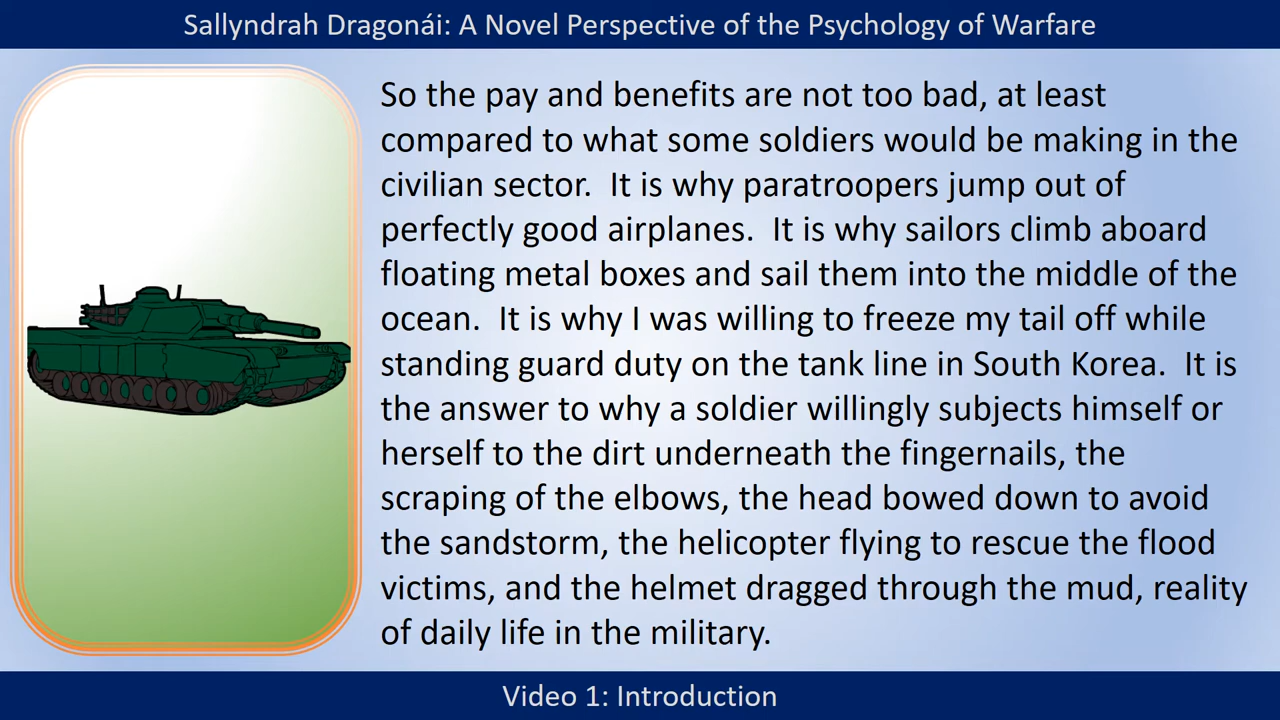 Sallyndrah Dragonái: A Novel Perspective of the Psychology of Warfare
So the pay and benefits are not too bad, at least
compared to what some soldiers would be making in the
civilian sector.  It is why paratroopers jump out of
perfectly good airplanes.  It is why sailors climb aboard
floating metal boxes and sail them into the middle of the
ocean.  It is why I was willing to freeze my tail off while
standing guard duty on the tank line in South Korea.  It is
the answer to why a soldier willingly subjects himself or
herself to the dirt underneath the fingernails, the
scraping of the elbows, the head bowed down to avoid
the sandstorm, the helicopter flying to rescue the flood
victims, and the helmet dragged through the mud, reality
of daily life in the military.
Video 1: Introduction